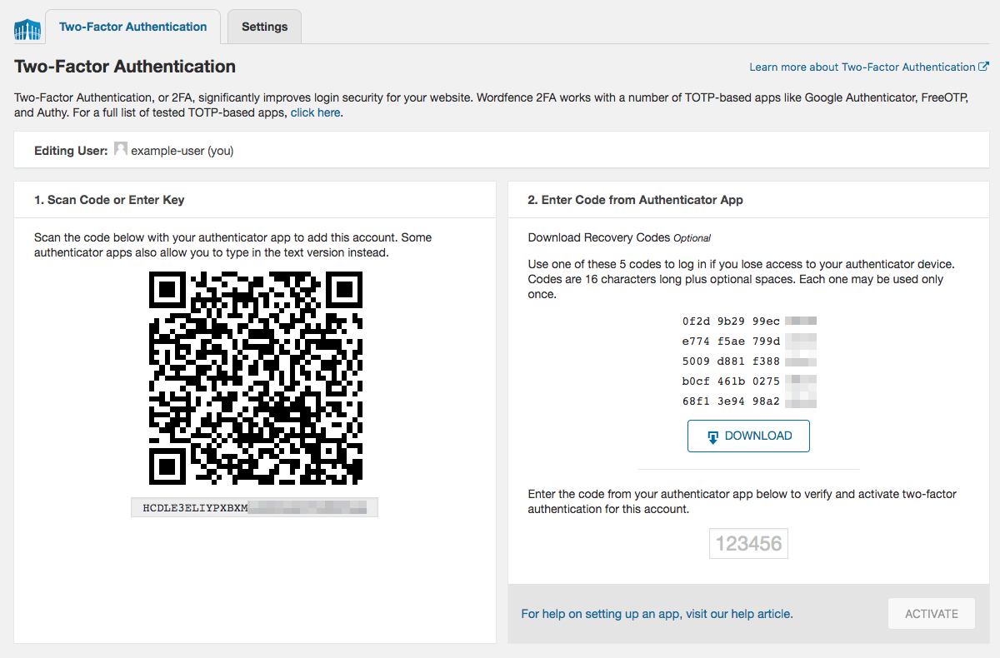 Two-Factor Authentication
Settings
Two-Factor Authentication
Learn more about Two-Factor Authentication
Two-Factor Authentication, or 2FA, significantly improves login security for your website. Wordfence 2FA works with a number of TOTP-based apps like Google Authenticator, FreeOTP,
and Authy. For a full list of tested TOTP-based apps, click here.
Editing User: example-user (you)
1. Scan Code or Enter Key
Scan the code below with your authenticator app to add this account. Some
authenticator apps also allow you to type in the text version instead.
HCDLE3ELIYPXBXM
2. Enter Code from Authenticator App
Download Recovery Codes Optional
Use one of these 5 codes to log in if you lose access to your authenticator device.
Codes are 16 characters long plus optional spaces. Each one may be used only
once.
0f2d 9b29 99ec
e774 f5ae 799d
5009 d881 f388
b0cf 461b 0275
68f1 3e94 98a2
DOWNLOAD
Enter the code from your authenticator app below to verify and activate two-factor
authentication for this account.
123456
For help on setting up an app, visit our help article.
ACTIVATE